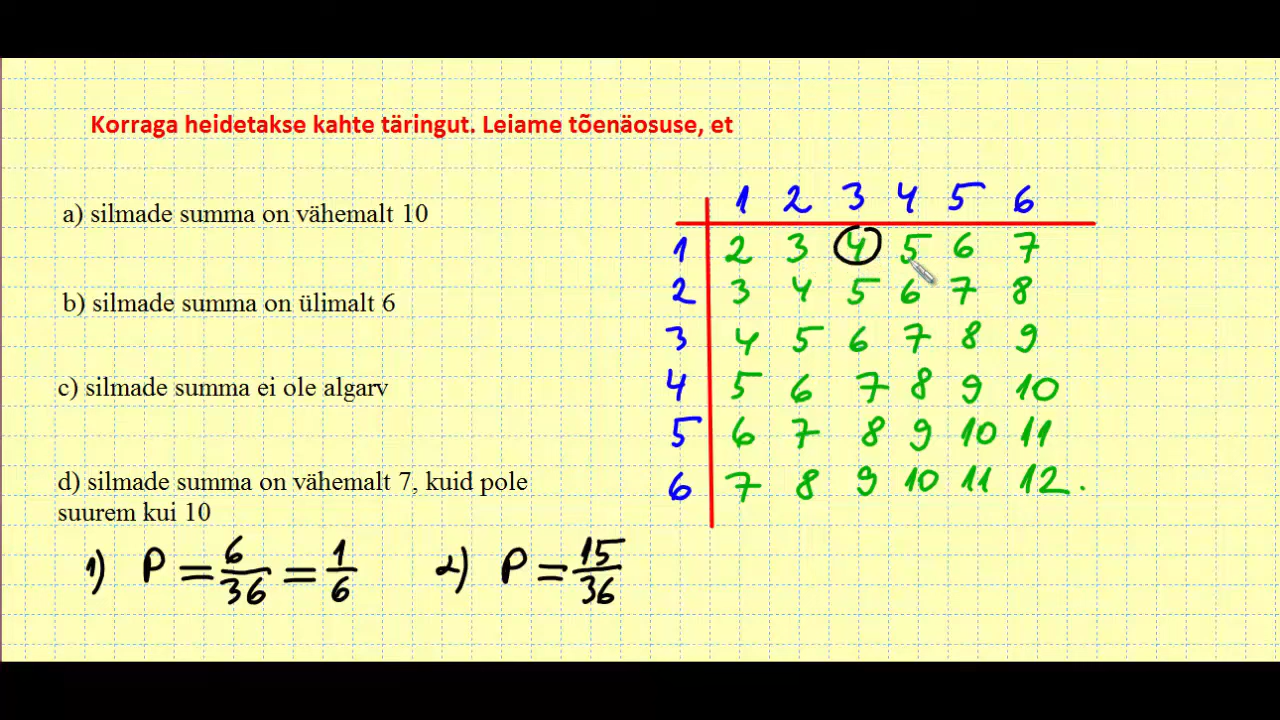 Korraga heidetakse kahte täringut. Leiame tõenäosuse, et
a) silmade summa on vähemalt 10
b) silmade summa on ülimalt 6
c) silmade summa ei ole algarv
d) silmade summa on vähemalt 7, kuid pole
suurem kui 10
1) P = 6/36 = 1/6 2) P = 15/36
1 2 3 4 5 6
1 2 3 4 5 6 7
2 3 4 5 6 7 8
3 4 5 6 7 8 9
4 5 6 7 8 9 10
5 6 7 8 9 10 11
6 7 8 9 10 11 12.